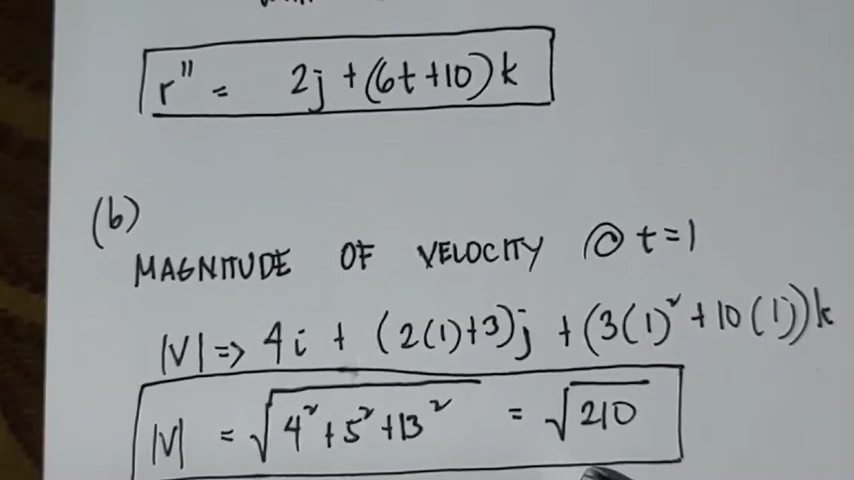 r'' = 2j + (6t+10)k
(b)
MAGNITUDE OF VELOCITY @ t=1
|V| => 4i + (2(1)+3)j + (3(1)² + 10(1))k
|V| = √4²+5²+13² = √210